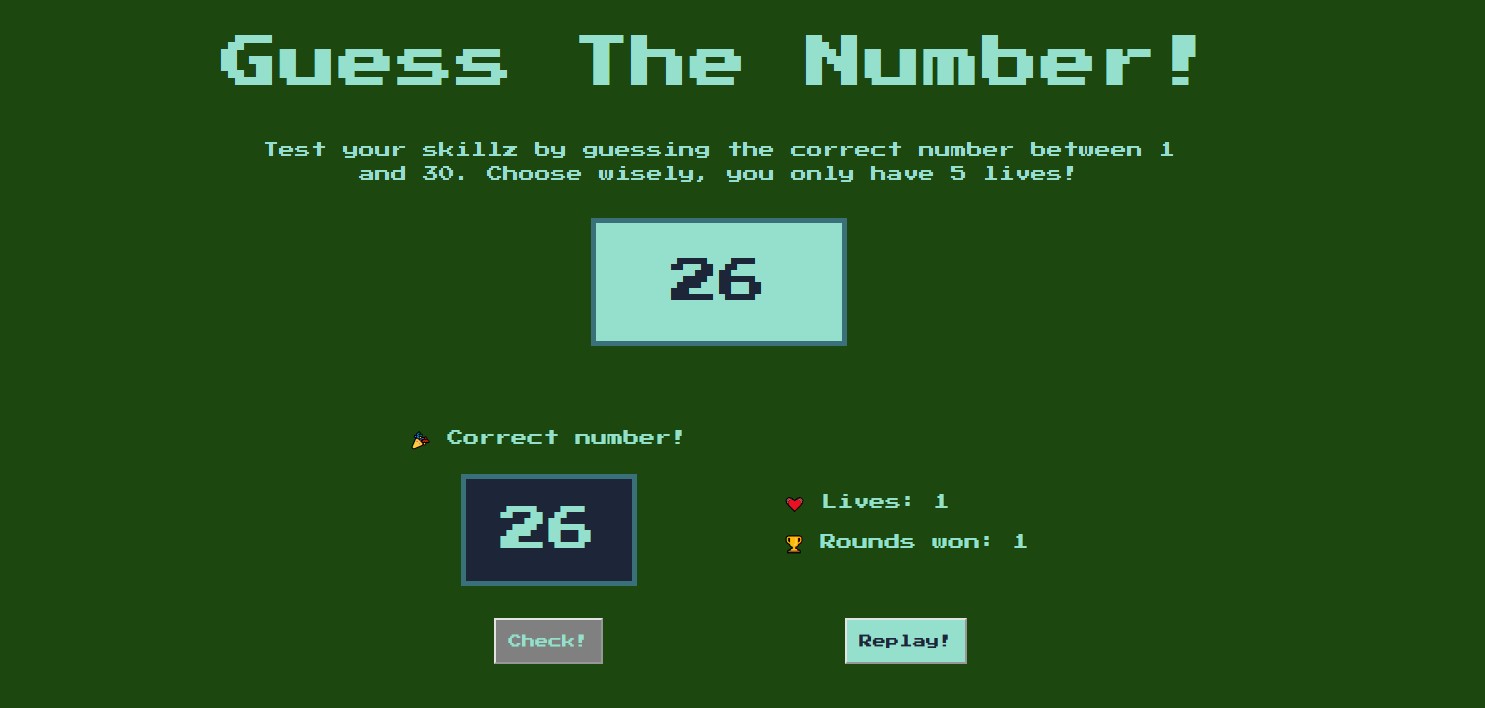 Guess The Number!
Test your skillz by guessing the correct number between 1
and 30. Choose wisely, you only have 5 lives!
26
🎉 Correct number!
26
❤️ Lives: 1
🏆 Rounds won: 1
Check!
Replay!